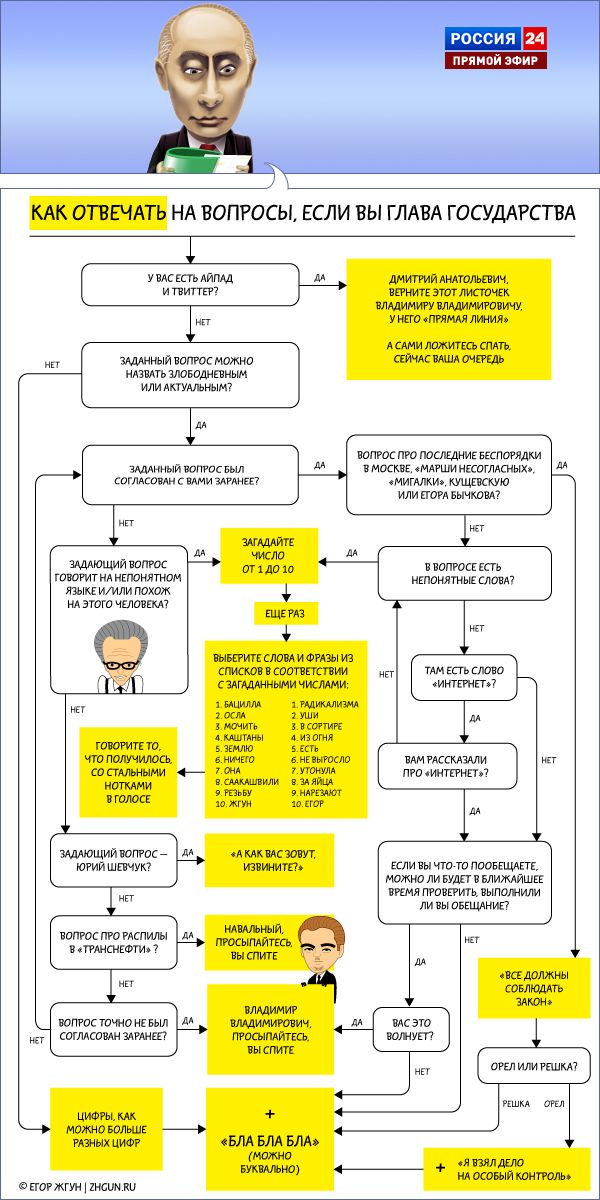 РОССИЯ 24
ПРЯМОЙ ЭФИР
КАК ОТВЕЧАТЬ НА ВОПРОСЫ, ЕСЛИ ВЫ ГЛАВА ГОСУДАРСТВА
У ВАС ЕСТЬ АЙПАД
И ТВИТТЕР?
ДА
ДМИТРИЙ АНАТОЛЬЕВИЧ,
ВЕРНИТЕ ЭТОТ ЛИСТОЧЕК
ВЛАДИМИРУ ВЛАДИМИРОВИЧУ,
У НЕГО «ПРЯМАЯ ЛИНИЯ»
А САМИ ЛОЖИТЕСЬ СПАТЬ,
СЕЙЧАС ВАША ОЧЕРЕДЬ
НЕТ
ЗАДАННЫЙ ВОПРОС МОЖНО
НАЗВАТЬ ЗЛОБОДНЕВНЫМ
ИЛИ АКТУАЛЬНЫМ?
НЕТ
ДА
ЗАДАННЫЙ ВОПРОС БЫЛ
СОГЛАСОВАН С ВАМИ ЗАРАНЕЕ?
ДА
ВОПРОС ПРО ПОСЛЕДНИЕ БЕСПОРЯДКИ
В МОСКВЕ, «МАРШИ НЕСОГЛАСНЫХ»,
«МИГАЛКИ», КУЩЕВСКУЮ
ИЛИ ЕГОРА БЫЧКОВА?
ДА
НЕТ
НЕТ
ЗАДАЮЩИЙ ВОПРОС
ГОВОРИТ НА НЕПОНЯТНОМ
ЯЗЫКЕ И/ИЛИ ПОХОЖ
НА ЭТОГО ЧЕЛОВЕКА?
ДА
ЗАГАДАЙТЕ
ЧИСЛО
ОТ 1 ДО 10
ДА
В ВОПРОСЕ ЕСТЬ
НЕПОНЯТНЫЕ СЛОВА?
ЕЩЕ РАЗ
НЕТ
ВЫБЕРИТЕ СЛОВА И ФРАЗЫ ИЗ
СПИСКОВ В СООТВЕТСТВИИ
С ЗАГАДАННЫМИ ЧИСЛАМИ:
1. БАЦИЛЛА
2. ОСЛА
3. МОЧИТЬ
4. КАШТАНЫ
5. ЗЕМЛЮ
6. НИЧЕГО
7. ОНА
8. СААКАШВИЛИ
9. РЕЗЬБУ
10. ЖГУН
1. РАДИКАЛИЗМА
2. УШИ
3. В СОРТИРЕ
4. ИЗ ОГНЯ
5. ЕСТЬ
6. НЕ ВЫРОСЛО
7. УТОНУЛА
8. ЗА ЯЙЦА
9. НАРЕЗАЮТ
10. ЕГОР
НЕТ
ТАМ ЕСТЬ СЛОВО
«ИНТЕРНЕТ»?
ДА
НЕТ
ВАМ РАССКАЗАЛИ
ПРО «ИНТЕРНЕТ»?
ДА
НЕТ
ГОВОРИТЕ ТО,
ЧТО ПОЛУЧИЛОСЬ,
СО СТАЛЬНЫМИ
НОТКАМИ
В ГОЛОСЕ
ЗАДАЮЩИЙ ВОПРОС —
ЮРИЙ ШЕВЧУК?
ДА
«А КАК ВАС ЗОВУТ,
ИЗВИНИТЕ?»
ЕСЛИ ВЫ ЧТО-ТО ПООБЕЩАЕТЕ,
МОЖНО ЛИ БУДЕТ В БЛИЖАЙШЕЕ
ВРЕМЯ ПРОВЕРИТЬ, ВЫПОЛНИЛИ
ЛИ ВЫ ОБЕЩАНИЕ?
НЕТ
ВОПРОС ПРО РАСПИЛЫ
В «ТРАНСНЕФТИ» ?
ДА
НАВАЛЬНЫЙ,
ПРОСЫПАЙТЕСЬ,
ВЫ СПИТЕ
ДА
НЕТ
«ВСЕ ДОЛЖНЫ
СОБЛЮДАТЬ
ЗАКОН»
НЕТ
ВОПРОС ТОЧНО НЕ БЫЛ
СОГЛАСОВАН ЗАРАНЕЕ?
НЕТ
ДА
ВЛАДИМИР
ВЛАДИМИРОВИЧ,
ПРОСЫПАЙТЕСЬ,
ВЫ СПИТЕ
ДА
ВАС ЭТО
ВОЛНУЕТ?
НЕТ
ОРЕЛ ИЛИ РЕШКА?
РЕШКА
ОРЕЛ
ЦИФРЫ, КАК
МОЖНО БОЛЬШЕ
РАЗНЫХ ЦИФР
+
«БЛА БЛА БЛА»
(МОЖНО
БУКВАЛЬНО)
+ «Я ВЗЯЛ ДЕЛО
НА ОСОБЫЙ КОНТРОЛЬ»
© ЕГОР ЖГУН | ZHGUN.RU